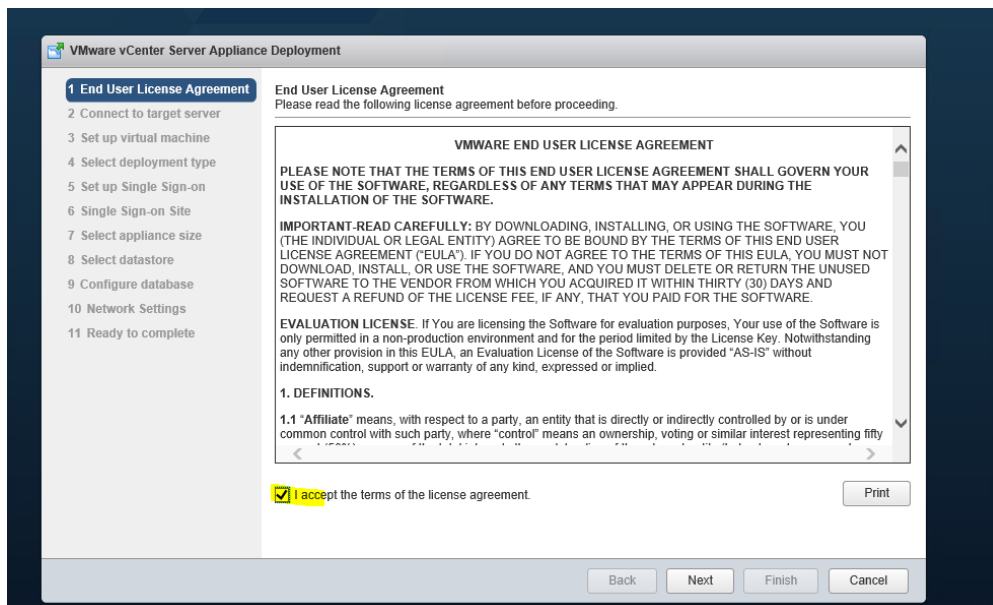 VMware vCenter Server Appliance Deployment
1 End User License Agreement
2 Connect to target server
3 Set up virtual machine
4 Select deployment type
5 Set up Single Sign-on
6 Single Sign-on Site
7 Select appliance size
8 Select datastore
9 Configure database
10 Network Settings
11 Ready to complete
End User License Agreement
Please read the following license agreement before proceeding.
VMWARE END USER LICENSE AGREEMENT
PLEASE NOTE THAT THE TERMS OF THIS END USER LICENSE AGREEMENT SHALL GOVERN YOUR
USE OF THE SOFTWARE, REGARDLESS OF ANY TERMS THAT MAY APPEAR DURING THE
INSTALLATION OF THE SOFTWARE.
IMPORTANT-READ CAREFULLY: BY DOWNLOADING, INSTALLING, OR USING THE SOFTWARE, YOU
(THE INDIVIDUAL OR LEGAL ENTITY) AGREE TO BE BOUND BY THE TERMS OF THIS END USER
LICENSE AGREEMENT (“EULA”). IF YOU DO NOT AGREE TO THE TERMS OF THIS EULA, YOU MUST NOT
DOWNLOAD, INSTALL, OR USE THE SOFTWARE, AND YOU MUST DELETE OR RETURN THE UNUSED
SOFTWARE TO THE VENDOR FROM WHICH YOU ACQUIRED IT WITHIN THIRTY (30) DAYS AND
REQUEST A REFUND OF THE LICENSE FEE, IF ANY, THAT YOU PAID FOR THE SOFTWARE.
EVALUATION LICENSE. If You are licensing the Software for evaluation purposes, Your use of the Software is
only permitted in a non-production environment and for the period limited by the License Key. Notwithstanding
any other provision in this EULA, an Evaluation License of the Software is provided “AS-IS” without
indemnification, support or warranty of any kind, expressed or implied.
1. DEFINITIONS.
1.1 “Affiliate” means, with respect to a party, an entity that is directly or indirectly controlled by or is under
common control with such party, where “control” means an ownership, voting or similar interest representing fifty
I accept the terms of the license agreement.
Print
Back
Next
Finish
Cancel